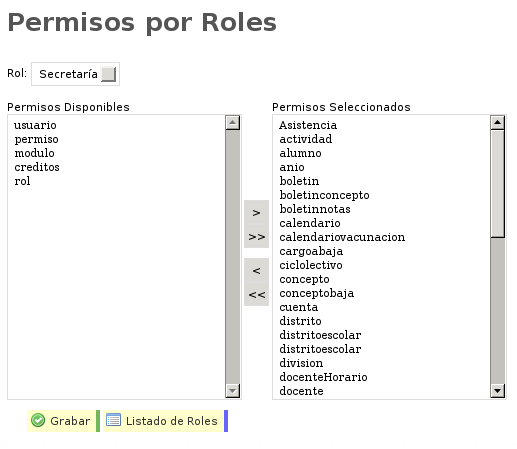 Permisos por Roles
Rol: Secretaría
Permisos Disponibles
usuario
permiso
modulo
creditos
rol
>
>>
<
<<
Permisos Seleccionados
Asistencia
actividad
alumno
anio
boletin
boletinconcepto
boletinnotas
calendario
calendariovacunacion
cargoabaja
ciclolectivo
concepto
conceptobaja
cuenta
distrito
distritoescolar
distritoescolar
division
docenteHorario
docente
Grabar
Listado de Roles